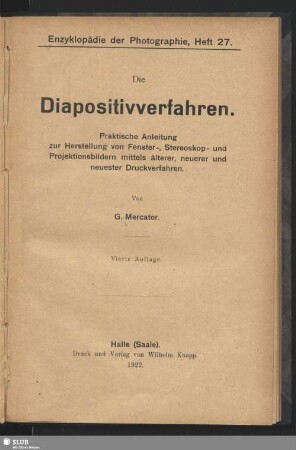 Enzyklopädie der Photographie, Heft 27.
Die
Diapositivverfahren.
Praktische Anleitung
zur Herstellung von Fenster-, Stereoskop- und
Projektionsbildern mittels älterer, neuerer und
neuester Druckverfahren.
Von
G. Mercator.
Vierte Auflage.
Halle (Saale).
Druck und Verlag von Wilhelm Knapp.
1922.
SLUB